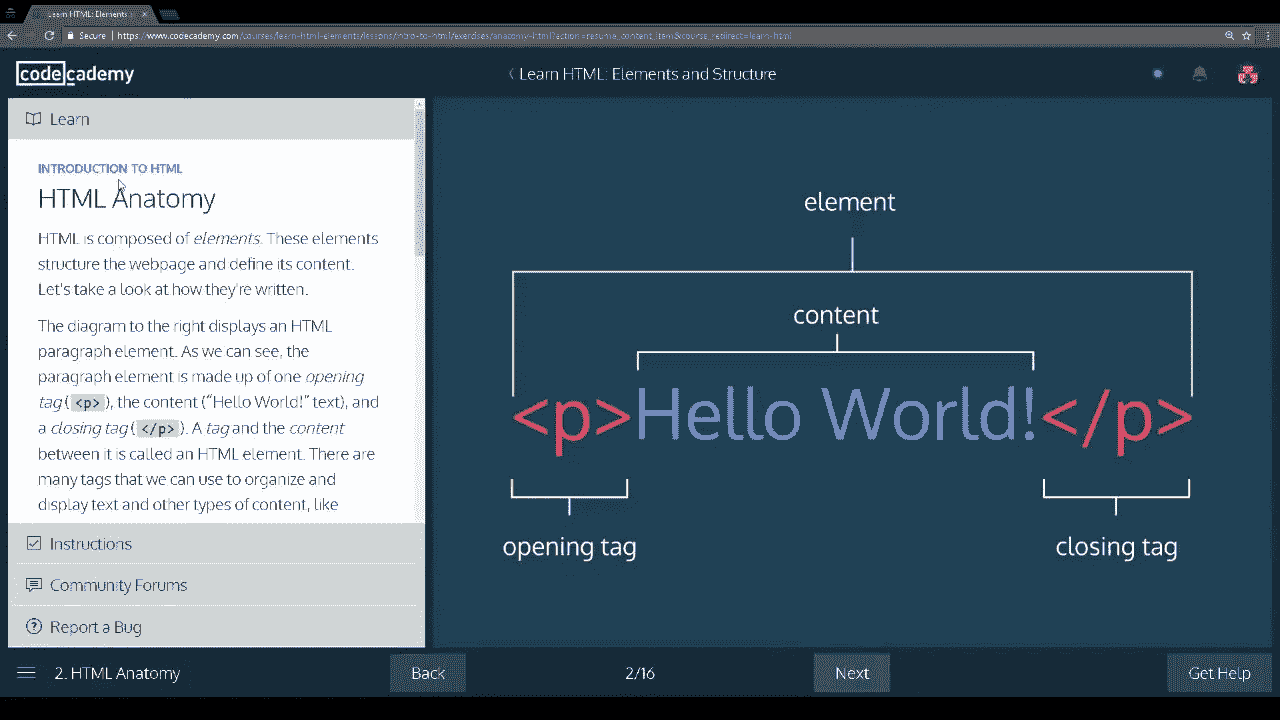 Learn HTML: Elements
Secure
https://www.codecademy.com/courses/learn-html-elements/lessons/intro-to-html/exercises/anatomy-html?action=resume_content_item&course_redirect=learn-html
codecademy
Learn HTML: Elements and Structure
Learn
INTRODUCTION TO HTML
HTML Anatomy
HTML is composed of elements. These elements
structure the webpage and define its content.
Let's take a look at how they're written.
The diagram to the right displays an HTML
paragraph element. As we can see, the
paragraph element is made up of one opening
tag ( <p> ), the content (“Hello World!” text), and
a closing tag ( </p> ). A tag and the content
between it is called an HTML element. There are
many tags that we can use to organize and
display text and other types of content, like
Instructions
Community Forums
Report a Bug
element
content
<p>Hello World!</p>
opening tag
closing tag
2. HTML Anatomy
Back
2/16
Next
Get Help